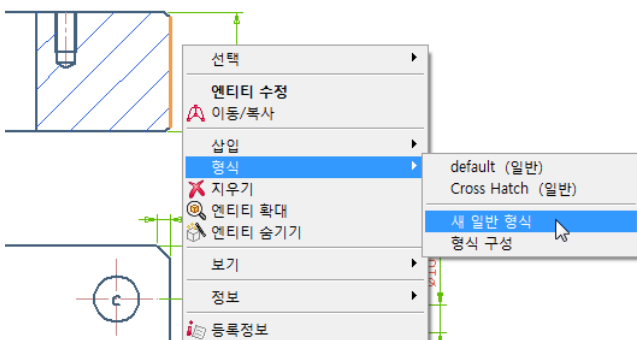 선택
엔티티 수정
이동/복사
삽입
형식
default (일반)
Cross Hatch (일반)
지우기
엔티티 확대
새 일반 형식
엔티티 숨기기
형식 구성
보기
정보
등록정보